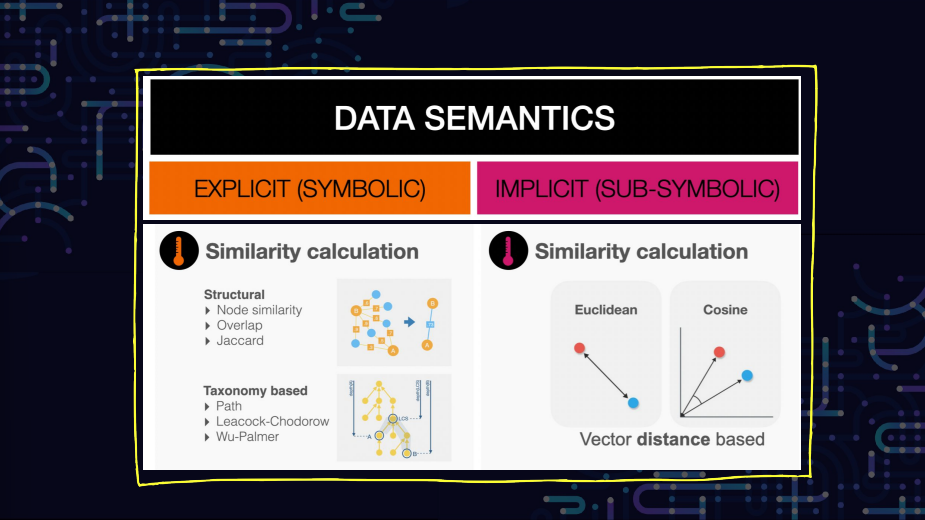 DATA SEMANTICS
EXPLICIT (SYMBOLIC)
IMPLICIT (SUB-SYMBOLIC)
Similarity calculation
Structural
Node similarity
Overlap
Jaccard
B
A
B
A
Taxonomy based
Path
Leacock-Chodorow
Wu-Palmer
LCS
A
B
Similarity calculation
Euclidean
Cosine
Vector distance based